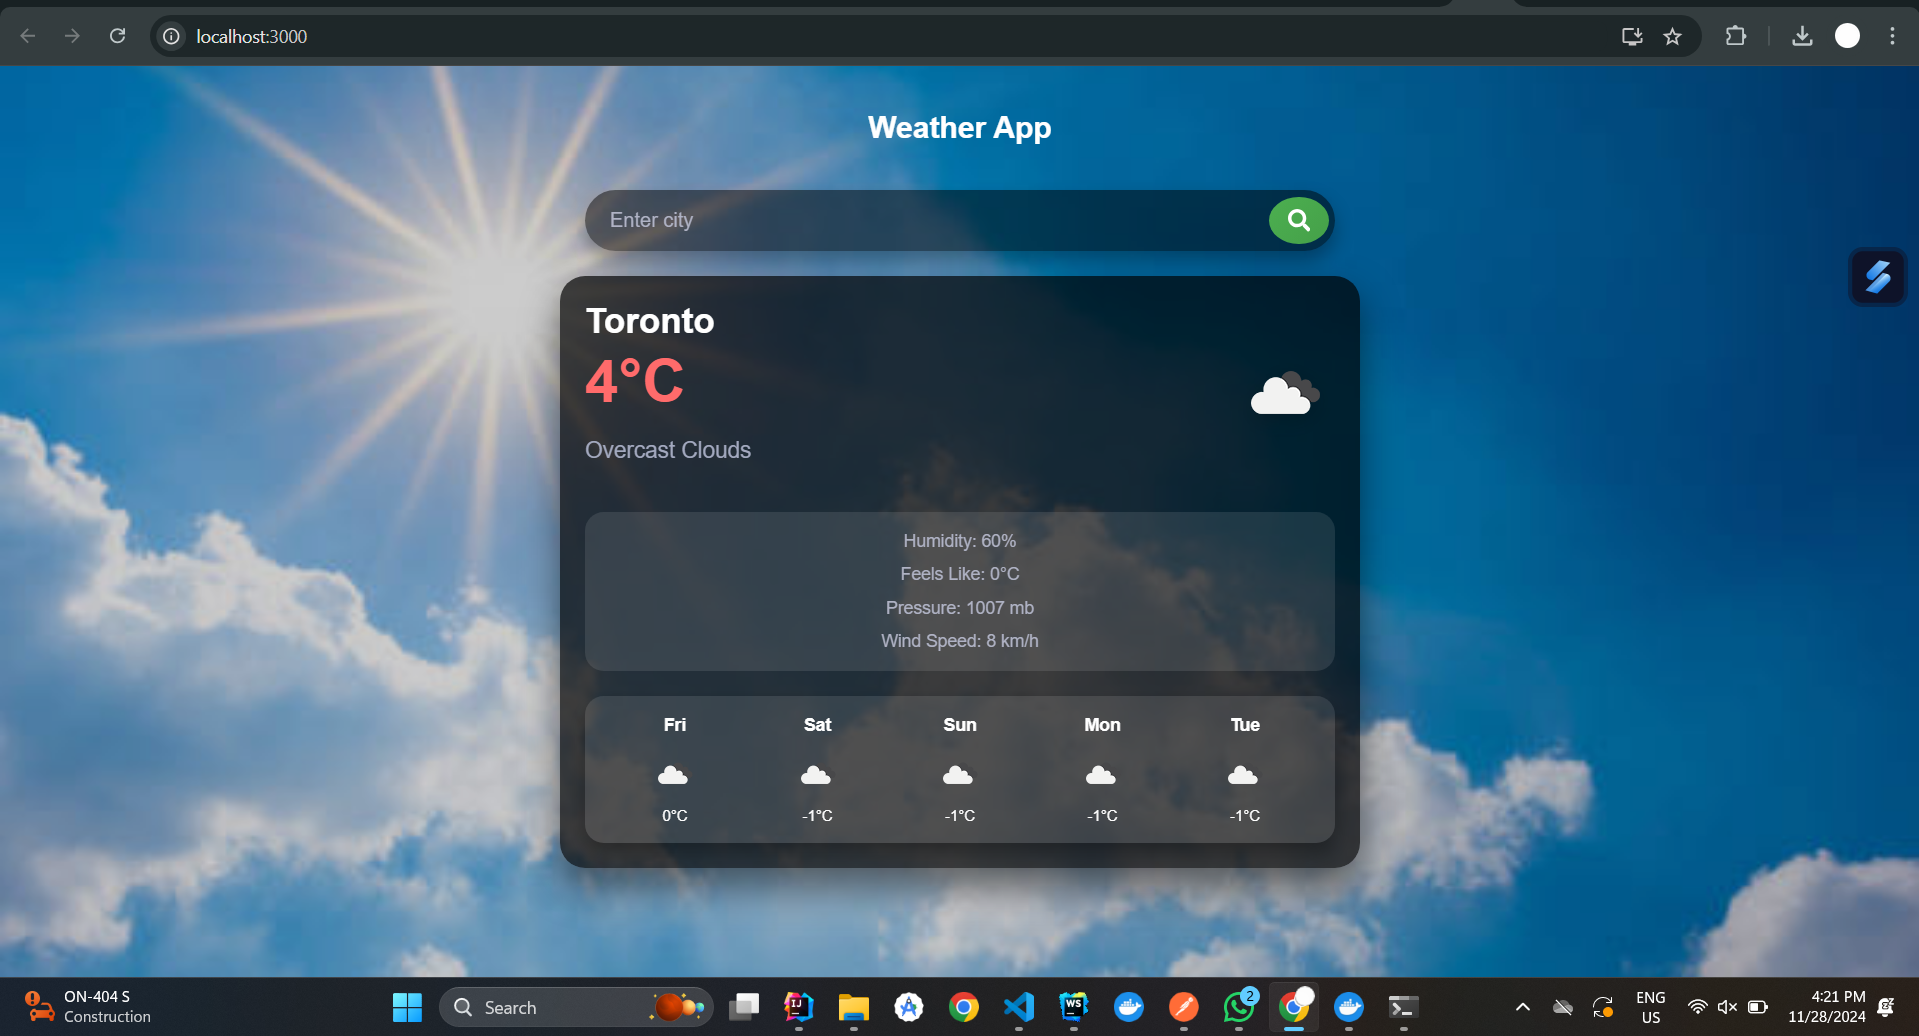 localhost:3000
Weather App
Enter city
Toronto
4°C
Overcast Clouds
Humidity: 60%
Feels Like: 0°C
Pressure: 1007 mb
Wind Speed: 8 km/h
Fri Sat Sun Mon Tue
0°C -1°C -1°C -1°C -1°C
ON-404 S
Construction
Search
IJ
WS
2
ENG
US
4:21 PM
11/28/2024